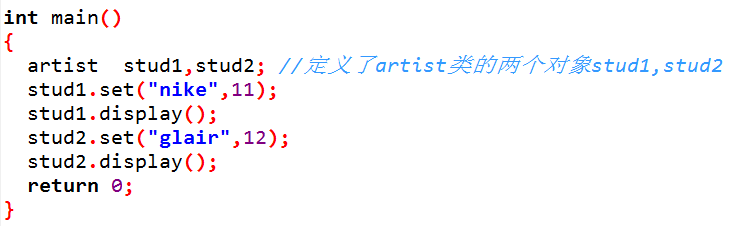 int main()
{
  artist  stud1,stud2; //定义了artist类的两个对象stud1,stud2
  stud1.set("nike",11);
  stud1.display();
  stud2.set("glair",12);
  stud2.display();
  return 0;
}